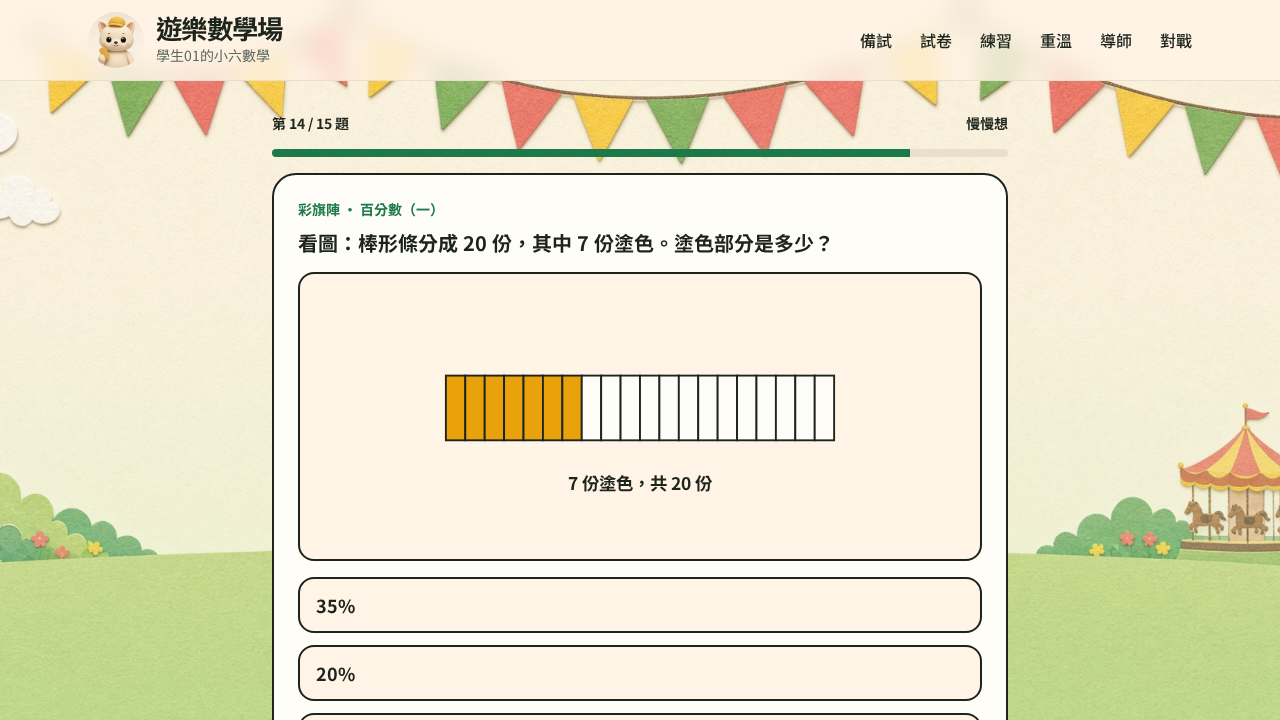 遊樂數學場
學生01的小六數學
備試
試卷
練習
重溫
導師
對戰
第 14 / 15 題
慢慢想
彩旗陣 · 百分數（一）
看圖：棒形條分成 20 份，其中 7 份塗色。塗色部分是多少？
7 份塗色，共 20 份
35%
20%